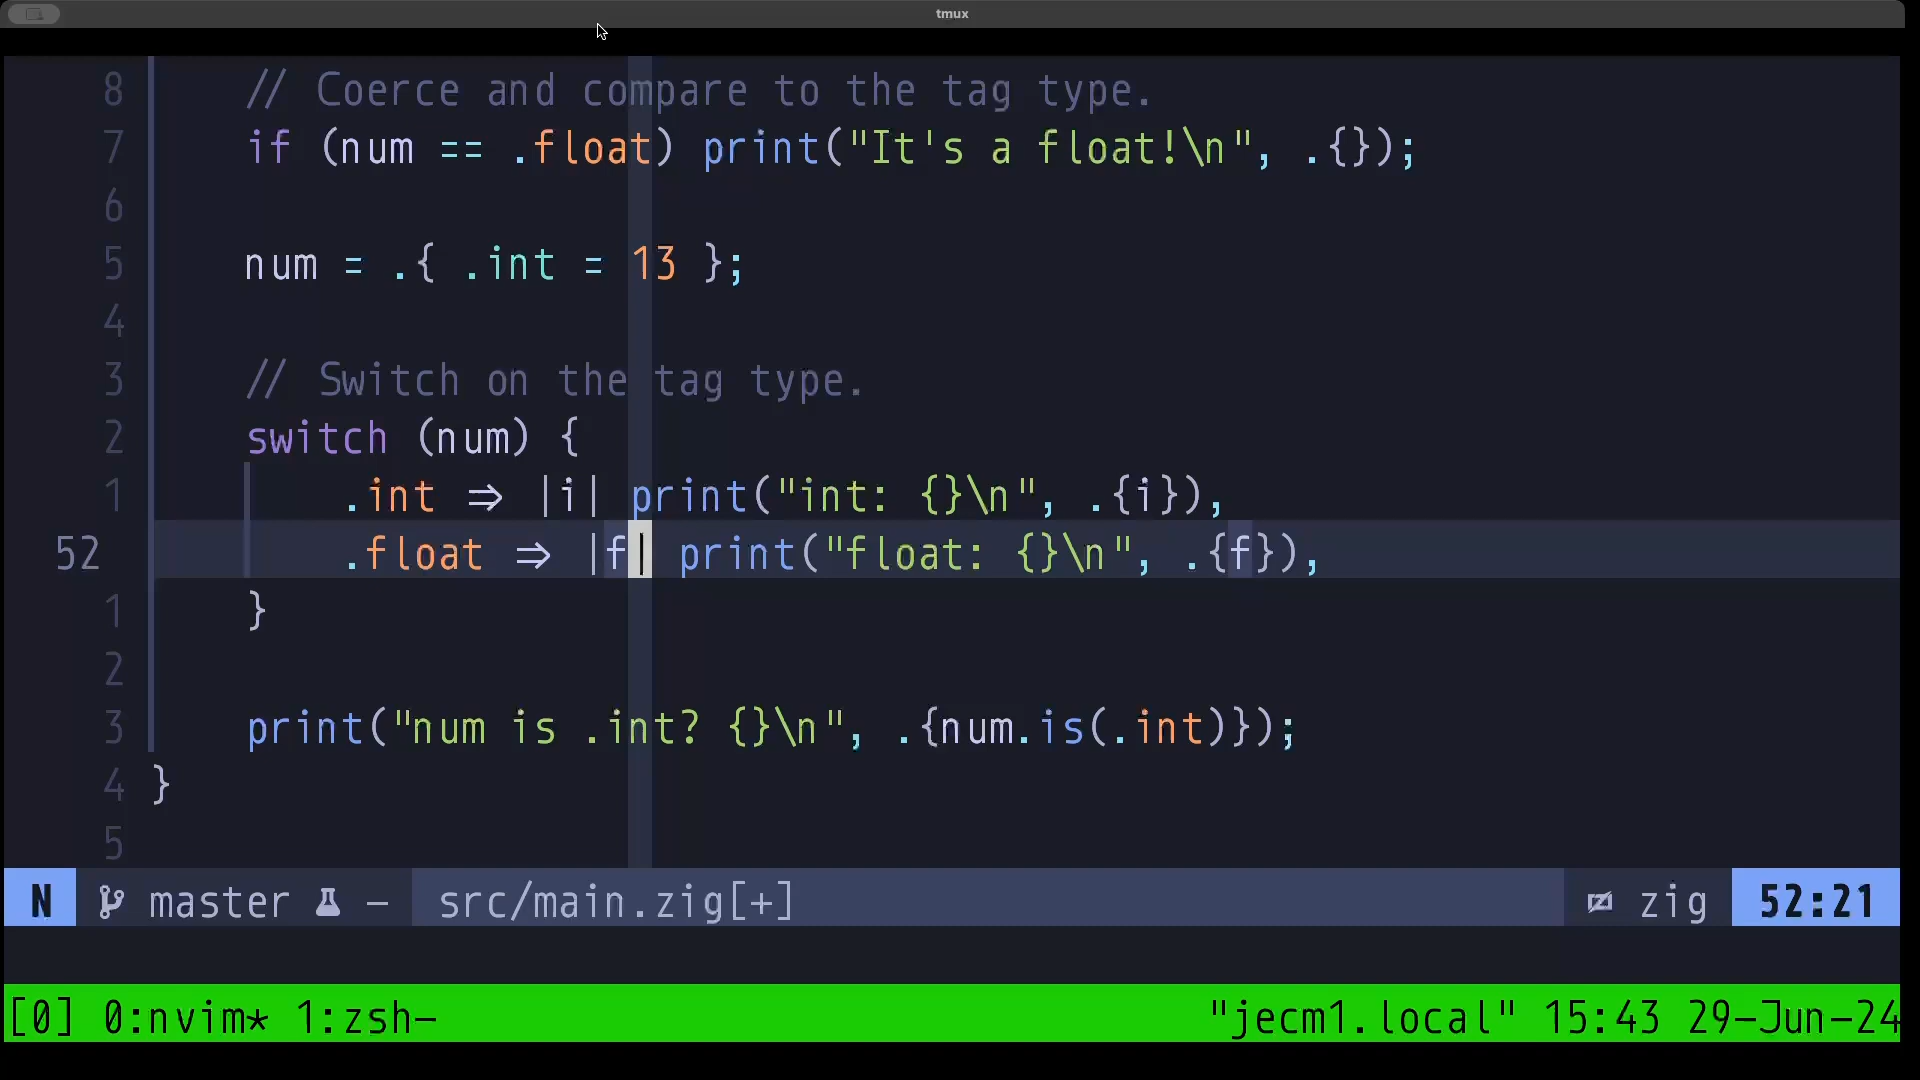 tmux
8 // Coerce and compare to the tag type.
7 if (num == .float) print("It's a float!\n", .{});
6
5 num = .{ .int = 13 };
4
3 // Switch on the tag type.
2 switch (num) {
1 .int => |i| print("int: {}\n", .{i}),
52 .float => |f| print("float: {}\n", .{f}),
1 }
2
3 print("num is .int? {}\n", .{num.is(.int)});
4 }
5
N master – src/main.zig[+] zig 52:21
[0] 0:nvim* 1:zsh- "jecm1.local" 15:43 29-Jun-24